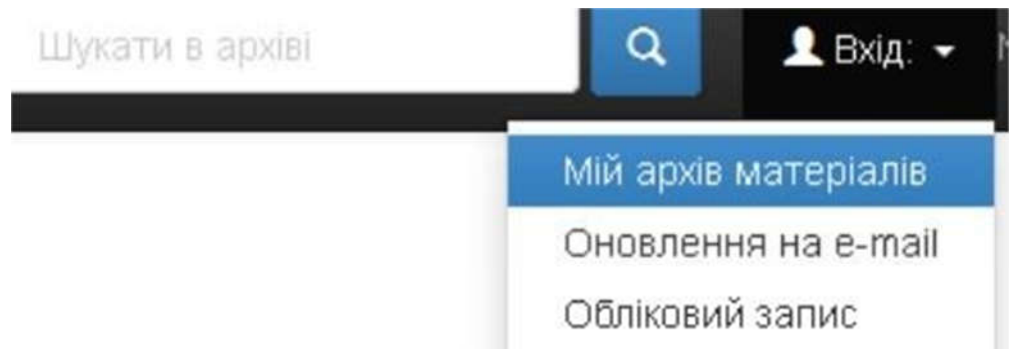 Шукати в архіві
Вхід:
Мій архів матеріалів
Оновлення на e-mail
Обліковий запис